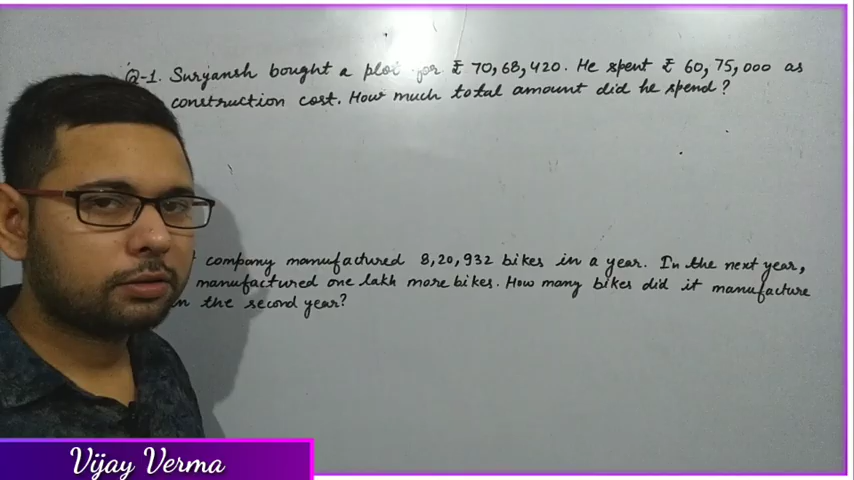 Q-1. Suryansh bought a plot for ₹ 70,68,420. He spent ₹ 60,75,000 as
construction cost. How much total amount did he spend?
company manufactured 8,20,932 bikes in a year. In the next year,
manufactured one lakh more bikes. How many bikes did it manufacture
in the second year?
Vijay Verma